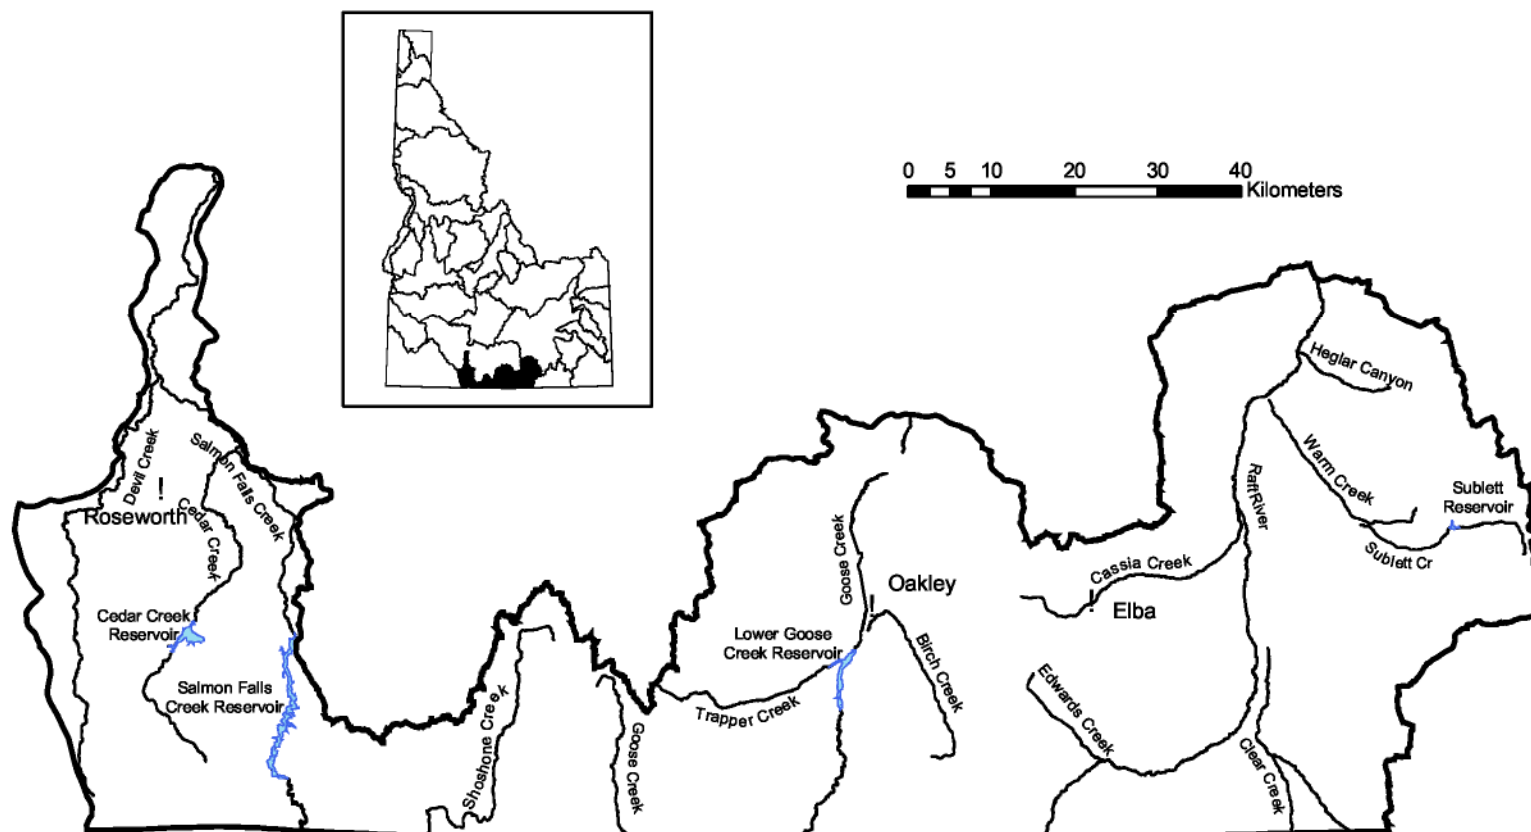 0 5 10 20 30 40
Kilometers
Heglar Canyon
Devil Creek
Salmon Falls Creek
Roseworth
Cedar Creek
Raft River
Warm Creek
Sublett
Reservoir
Sublett Cr
Goose Creek
Cassia Creek
Oakley
Elba
Cedar Creek
Reservoir
Lower Goose
Creek Reservoir
Birch Creek
Salmon Falls
Creek Reservoir
Shoshone Creek
Trapper Creek
Goose Creek
Edwards Creek
Clear Creek